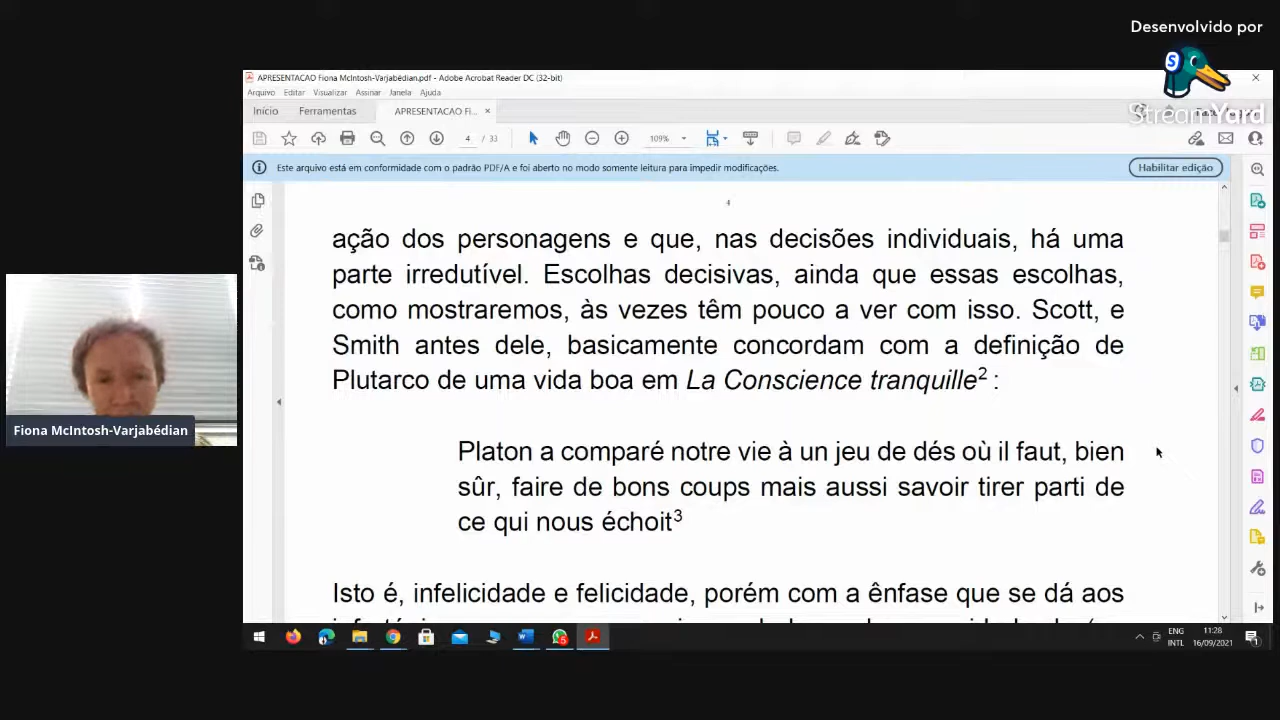 Desenvolvido por
StreamYard
APRESENTACAO Fiona McIntosh-Varjabédian.pdf - Adobe Acrobat Reader DC (32-bit)
Arquivo Editar Visualizar Assinar Janela Ajuda
Início Ferramentas APRESENTACAO Fi... ×
4 / 33 109%
Este arquivo está em conformidade com o padrão PDF/A e foi aberto no modo somente leitura para impedir modificações. Habilitar edição
4
ação dos personagens e que, nas decisões individuais, há uma
parte irredutível. Escolhas decisivas, ainda que essas escolhas,
como mostraremos, às vezes têm pouco a ver com isso. Scott, e
Smith antes dele, basicamente concordam com a definição de
Plutarco de uma vida boa em La Conscience tranquille² :
Platon a comparé notre vie à un jeu de dés où il faut, bien
sûr, faire de bons coups mais aussi savoir tirer parti de
ce qui nous échoit³
Isto é, infelicidade e felicidade, porém com a ênfase que se dá aos
Fiona McIntosh-Varjabédian
ENG 11:28
INTL 16/09/2021